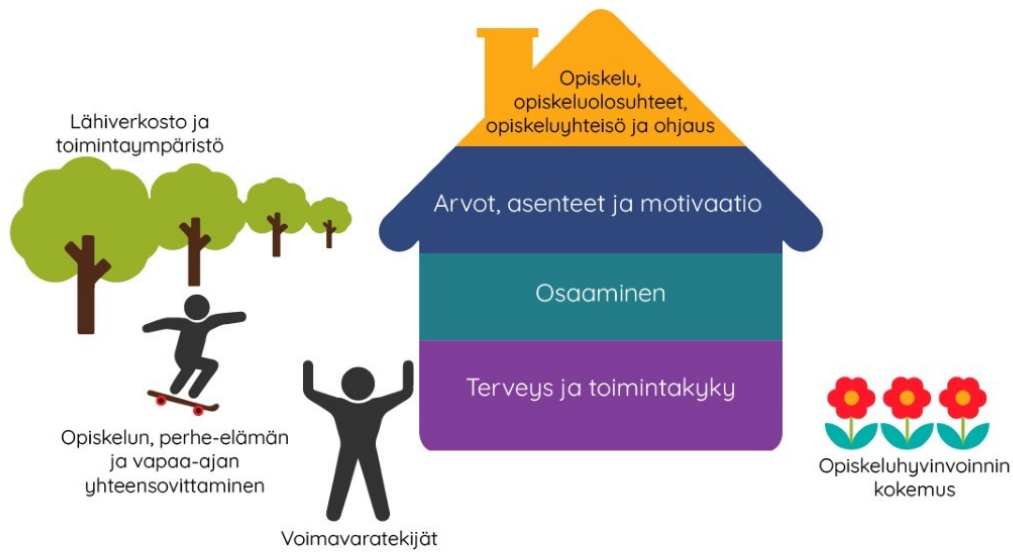 Opiskelu,
opiskeluolosuhteet,
opiskeluyhteisö ja ohjaus
Lähiverkosto ja
toimintaympäristö
Arvot, asenteet ja motivaatio
Osaaminen
Terveys ja toimintakyky
Opiskelun, perhe-elämän
ja vapaa-ajan
yhteensovittaminen
Voimavaratekijät
Opiskeluhyvinvoinnin
kokemus